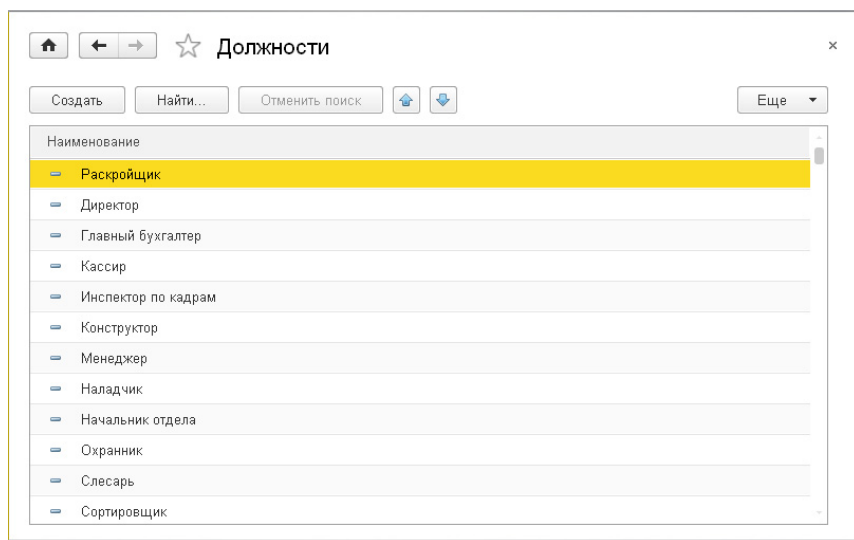 Должности
Создать Найти... Отменить поиск Еще
Наименование
Раскройщик
Директор
Главный бухгалтер
Кассир
Инспектор по кадрам
Конструктор
Менеджер
Наладчик
Начальник отдела
Охранник
Слесарь
Сортировщик